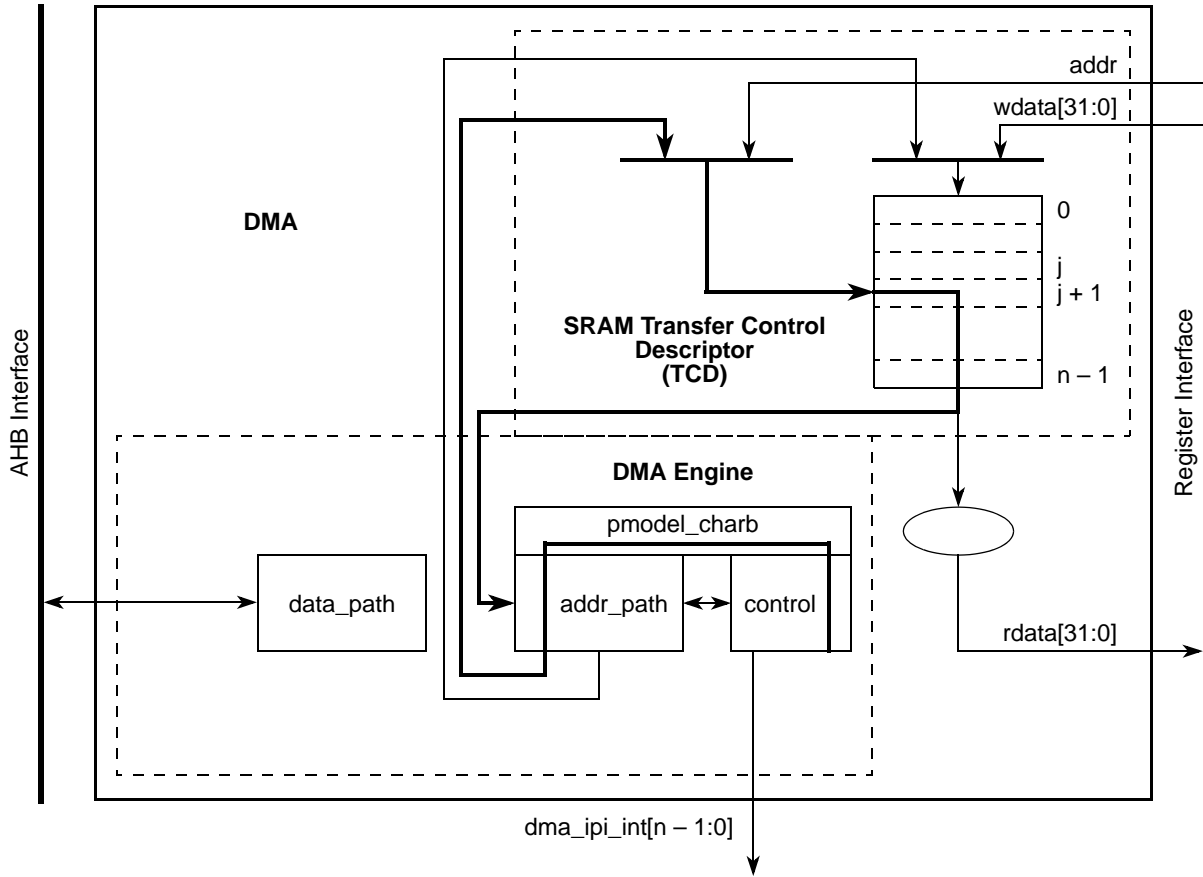 addr
wdata[31:0]
0
DMA
j
j + 1
SRAM Transfer Control
Descriptor
(TCD)
n – 1
AHB Interface
Register Interface
DMA Engine
pmodel_charb
data_path
addr_path
control
rdata[31:0]
dma_ipi_int[n – 1:0]